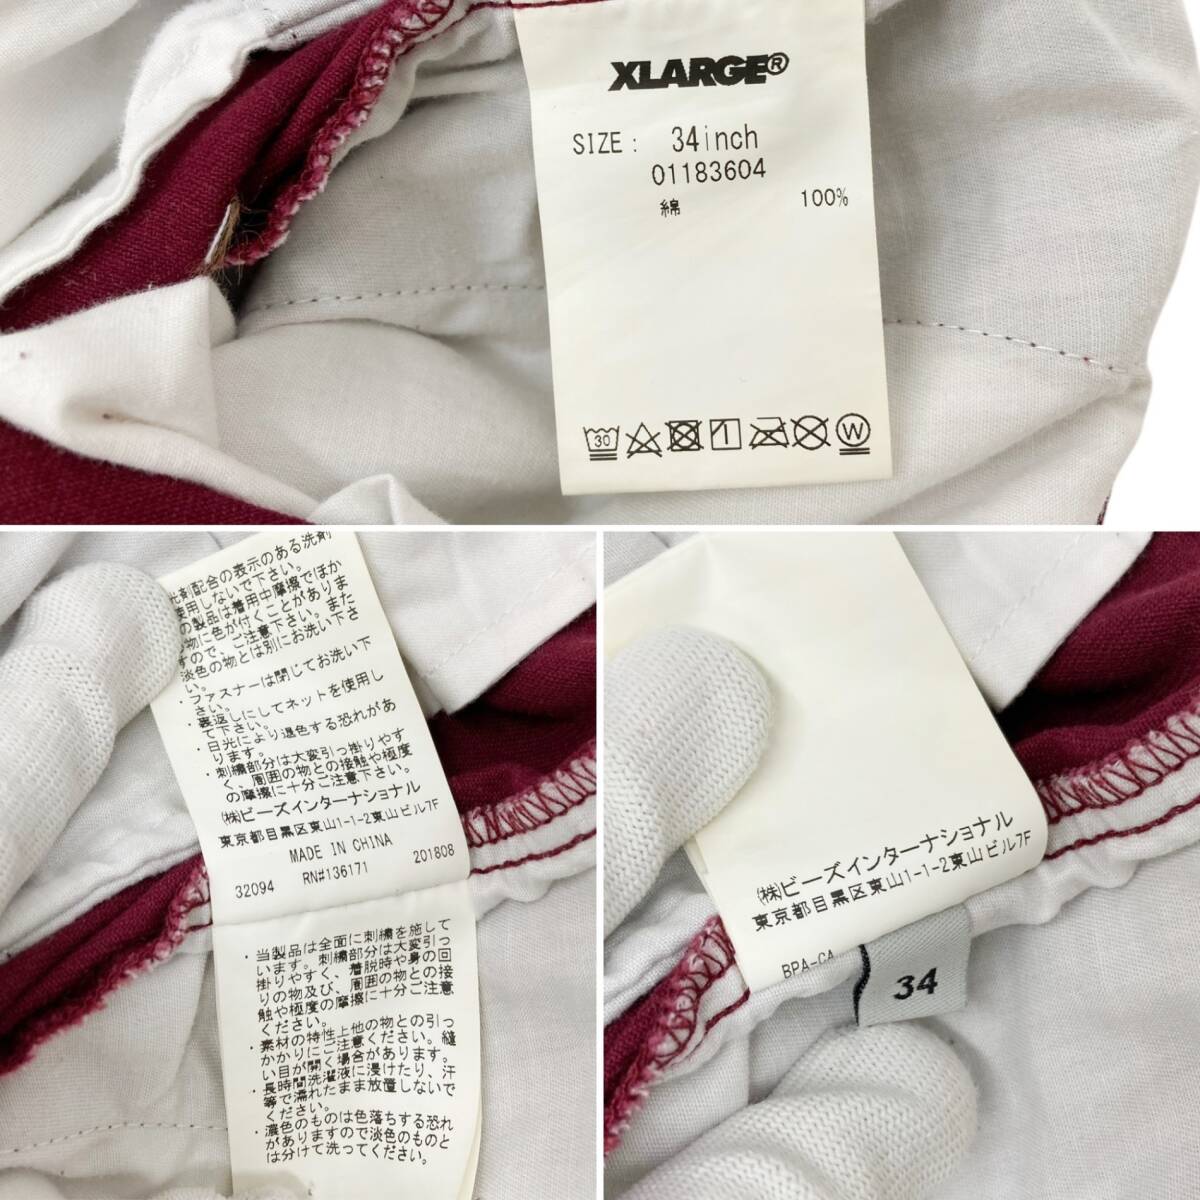 XLARGE®
SIZE: 34inch
01183604
綿 100%
30
W
光剤配合の表示のある洗剤
使用しないで下さい。
の製品は着用中摩擦でほか
の物に色が付くことがありま
すので、ご注意下さい。また
淡色の物とは別にお洗い下さ
い。
・ファスナーは閉じてお洗い下
さい。
・裏返しにしてネットを使用し
て下さい。
・日光により退色する恐れがあ
ります。
・刺繍部分は大変引っ掛りやす
く、周囲の物との接触や極度
の摩擦に十分ご注意下さい。
(株)ビーズインターナショナル
東京都目黒区東山1-1-2東山ビル7F
MADE IN CHINA
32094 RN#136171 201808
・当製品は全面に刺繍を施して
います。刺繍部分は大変引っ
掛りやすく、着脱時や身の回
りの物及び、周囲の物との接
触や極度の摩擦に十分ご注意
ください。
・素材の特性上他の物との引っ
かかりにご注意ください。縫
い目が開く場合があります。
・長時間洗濯液に浸けたり、汗
等で濡れたまま放置しないで
ください。
・濃色のものは色落ちする恐れ
がありますので淡色のものと
は分けて洗ってください。
(株)ビーズインターナショナル
東京都目黒区東山1-1-2東山ビル7F
BPA-CA
34